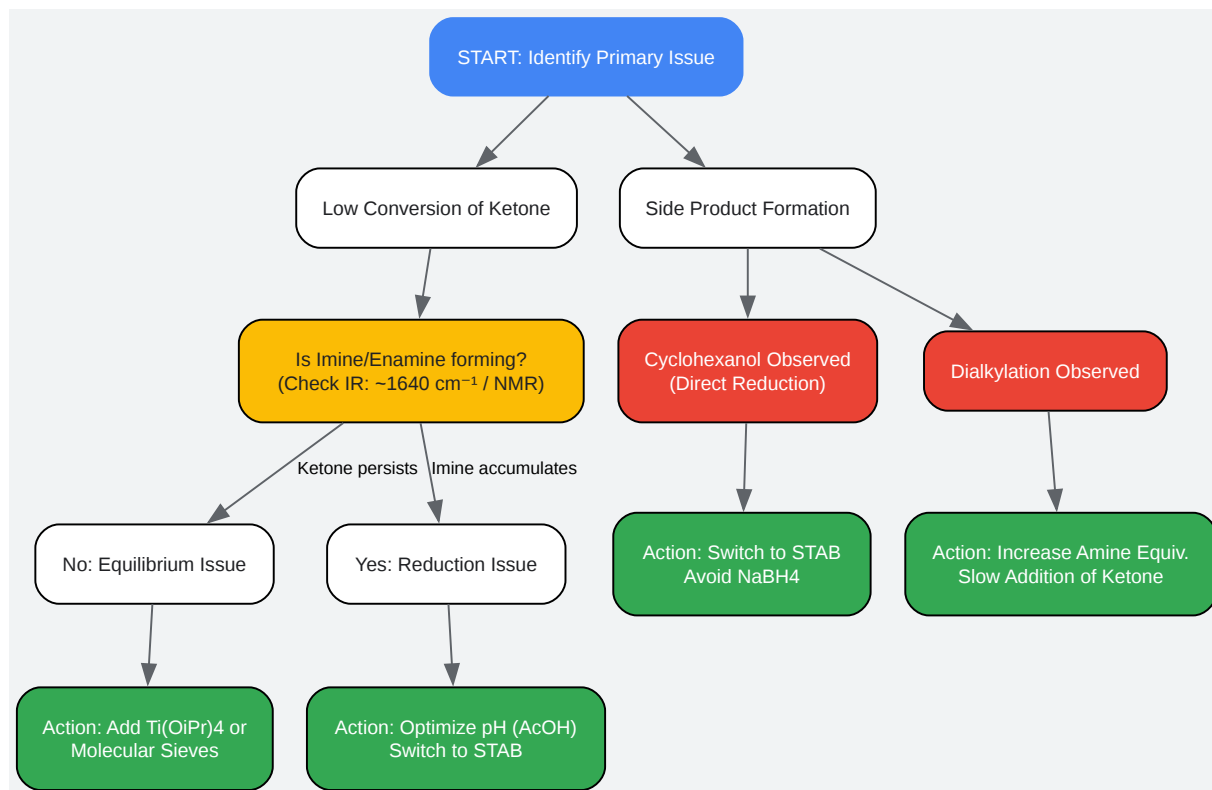 START: Identify Primary Issue
Low Conversion of Ketone
Side Product Formation
Is Imine/Enamine forming?
(Check IR: ~1640 cm⁻¹ / NMR)
Cyclohexanol Observed
(Direct Reduction)
Dialkylation Observed
Ketone persists
Imine accumulates
No: Equilibrium Issue
Yes: Reduction Issue
Action: Switch to STAB
Avoid NaBH4
Action: Increase Amine Equiv.
Slow Addition of Ketone
Action: Add Ti(OiPr)4 or
Molecular Sieves
Action: Optimize pH (AcOH)
Switch to STAB